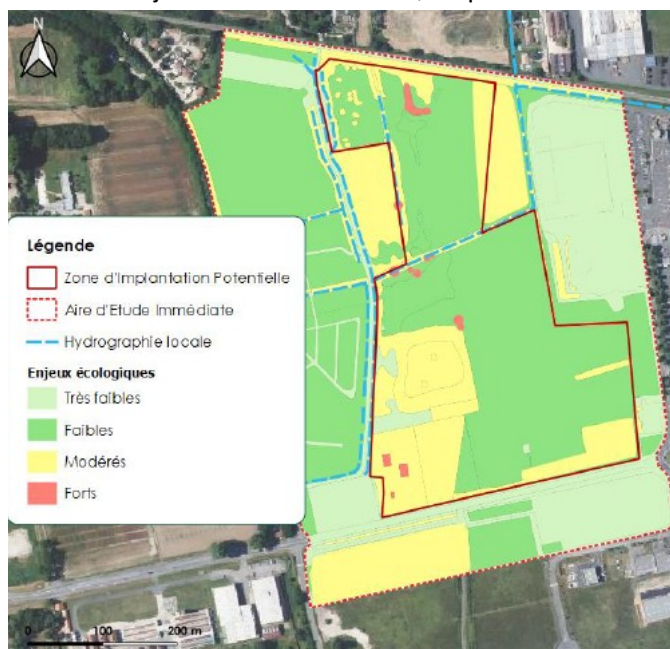 N
Légende
Zone d'Implantation Potentielle
Aire d'Etude Immédiate
Hydrographie locale
Enjeux écologiques
Très faibles
Faibles
Modérés
Forts
0 100 200 m